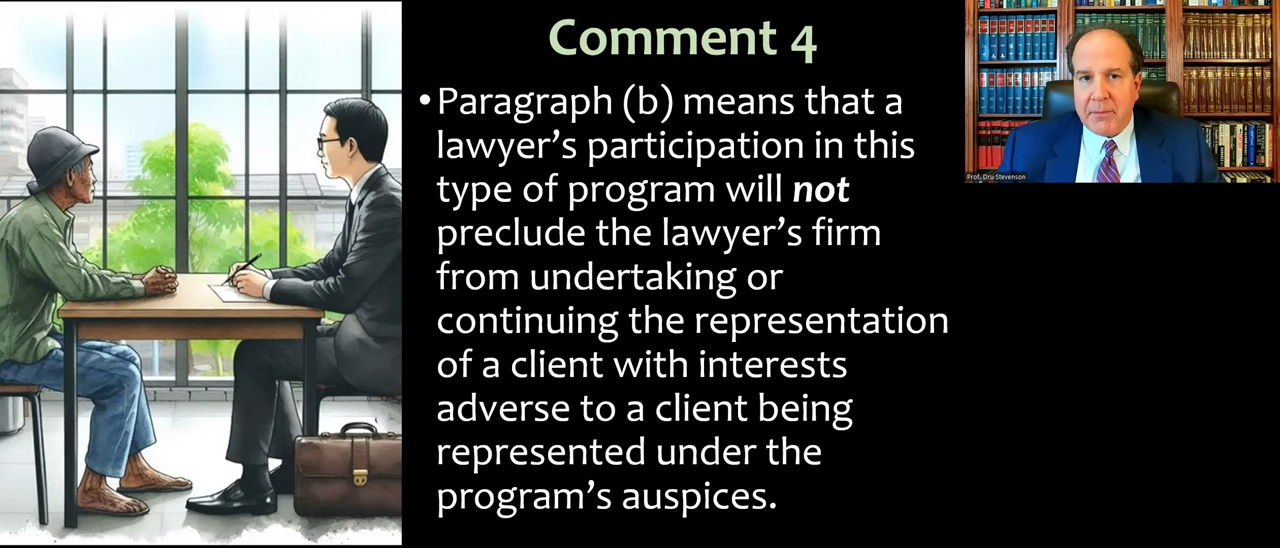 Comment 4
•Paragraph (b) means that a
lawyer’s participation in this
type of program will not
preclude the lawyer’s firm
from undertaking or
continuing the representation
of a client with interests
adverse to a client being
represented under the
program’s auspices.
Prof. Dru Stevenson